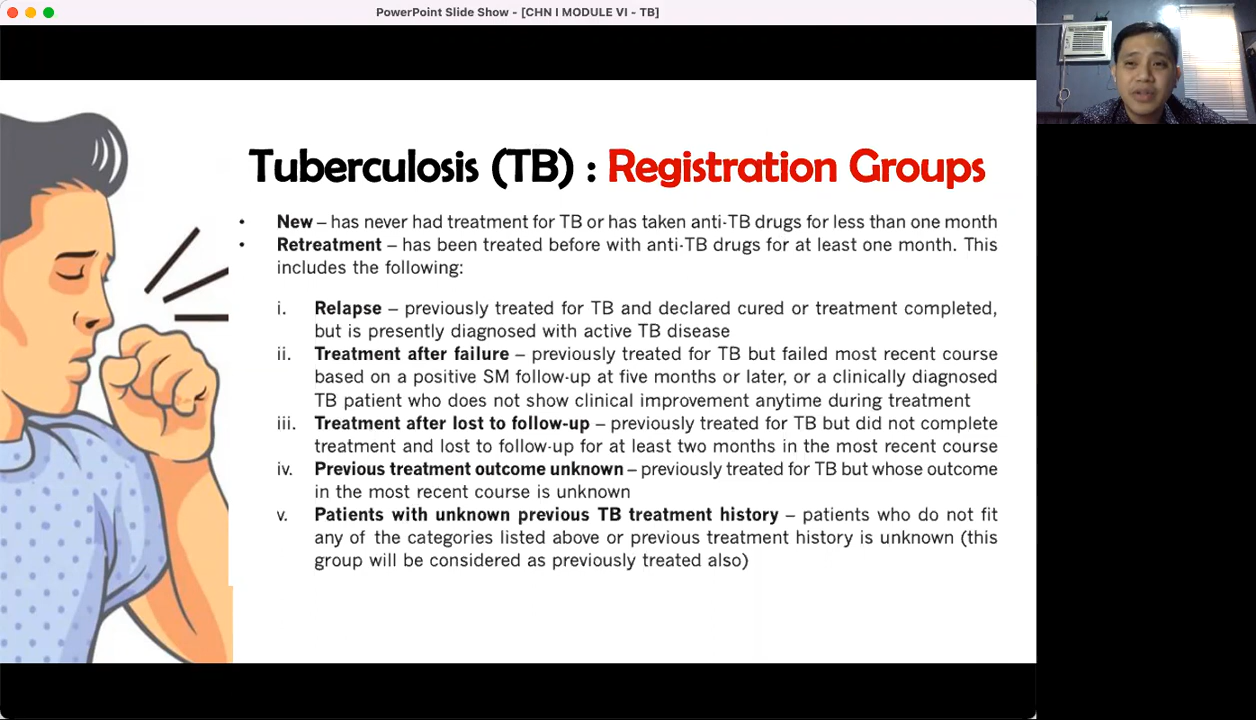 PowerPoint Slide Show - [CHN I MODULE VI - TB]
Tuberculosis (TB) : Registration Groups
• New – has never had treatment for TB or has taken anti-TB drugs for less than one month
• Retreatment – has been treated before with anti-TB drugs for at least one month. This
includes the following:
i. Relapse – previously treated for TB and declared cured or treatment completed,
but is presently diagnosed with active TB disease
ii. Treatment after failure – previously treated for TB but failed most recent course
based on a positive SM follow-up at five months or later, or a clinically diagnosed
TB patient who does not show clinical improvement anytime during treatment
iii. Treatment after lost to follow-up – previously treated for TB but did not complete
treatment and lost to follow-up for at least two months in the most recent course
iv. Previous treatment outcome unknown – previously treated for TB but whose outcome
in the most recent course is unknown
v. Patients with unknown previous TB treatment history – patients who do not fit
any of the categories listed above or previous treatment history is unknown (this
group will be considered as previously treated also)